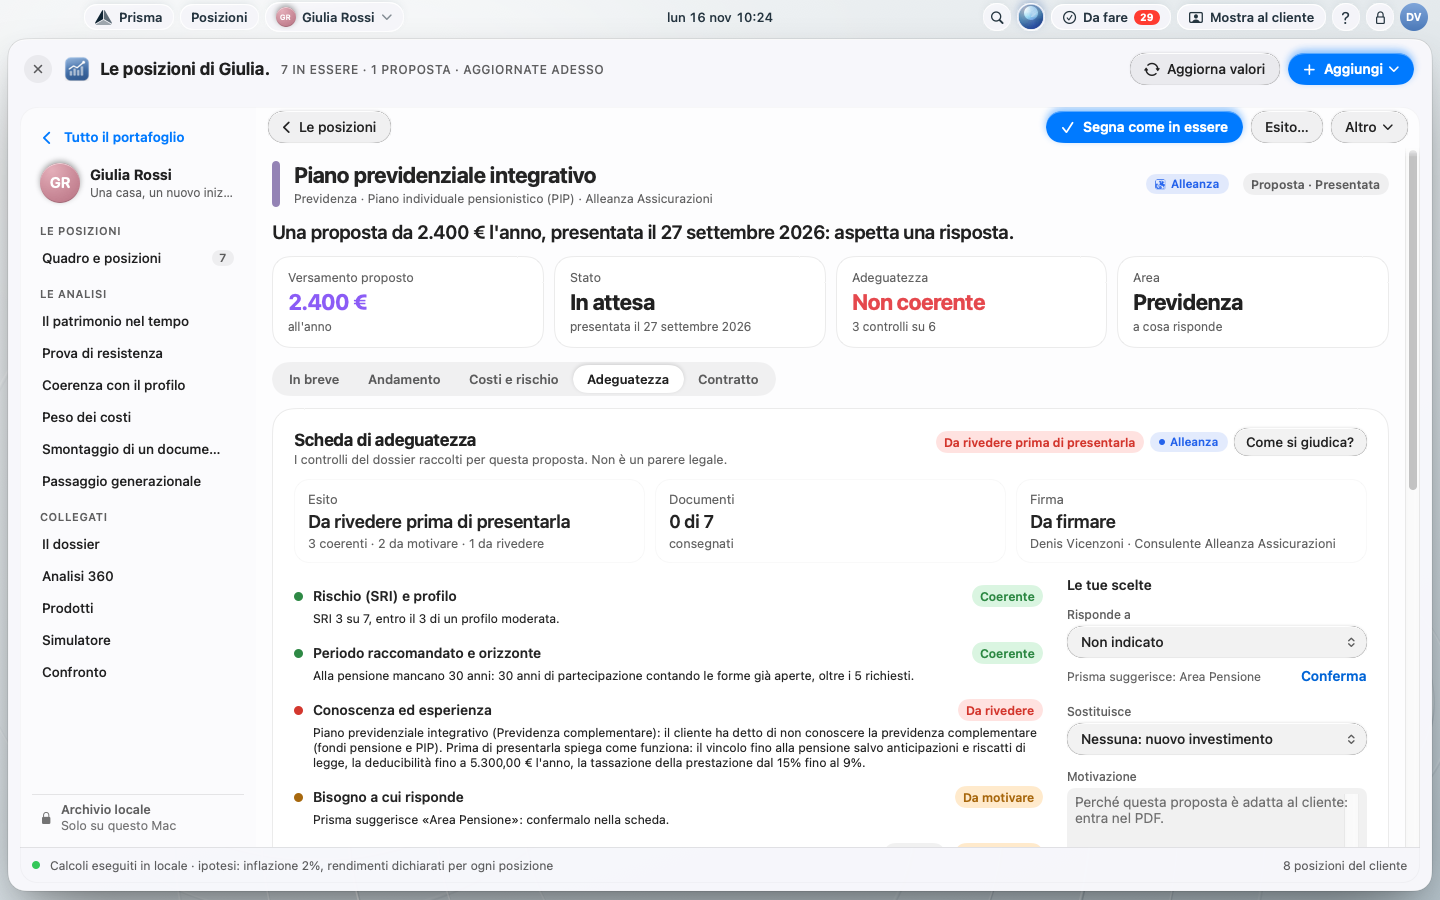 Prisma
Posizioni
GR Giulia Rossi
lun 16 nov 10:24
Da fare 29
Mostra al cliente
?
DV
Le posizioni di Giulia.
7 IN ESSERE · 1 PROPOSTA · AGGIORNATE ADESSO
Aggiorna valori
+ Aggiungi
Tutto il portafoglio
GR
Giulia Rossi
Una casa, un nuovo iniz...
LE POSIZIONI
Quadro e posizioni 7
LE ANALISI
Il patrimonio nel tempo
Prova di resistenza
Coerenza con il profilo
Peso dei costi
Smontaggio di un docume...
Passaggio generazionale
COLLEGATI
Il dossier
Analisi 360
Prodotti
Simulatore
Confronto
Archivio locale
Solo su questo Mac
Le posizioni
Segna come in essere
Esito...
Altro
Piano previdenziale integrativo
Previdenza · Piano individuale pensionistico (PIP) · Alleanza Assicurazioni
Alleanza
Proposta · Presentata
Una proposta da 2.400 € l'anno, presentata il 27 settembre 2026: aspetta una risposta.
Versamento proposto
2.400 €
all'anno
Stato
In attesa
presentata il 27 settembre 2026
Adeguatezza
Non coerente
3 controlli su 6
Area
Previdenza
a cosa risponde
In breve
Andamento
Costi e rischio
Adeguatezza
Contratto
Scheda di adeguatezza
I controlli del dossier raccolti per questa proposta. Non è un parere legale.
Da rivedere prima di presentarla
Alleanza
Come si giudica?
Esito
Da rivedere prima di presentarla
3 coerenti · 2 da motivare · 1 da rivedere
Documenti
0 di 7
consegnati
Firma
Da firmare
Denis Vicenzoni · Consulente Alleanza Assicurazioni
Rischio (SRI) e profilo
Coerente
SRI 3 su 7, entro il 3 di un profilo moderata.
Periodo raccomandato e orizzonte
Coerente
Alla pensione mancano 30 anni: 30 anni di partecipazione contando le forme già aperte, oltre i 5 richiesti.
Conoscenza ed esperienza
Da rivedere
Piano previdenziale integrativo (Previdenza complementare): il cliente ha detto di non conoscere la previdenza complementare
(fondi pensione e PIP). Prima di presentarla spiega come funziona: il vincolo fino alla pensione salvo anticipazioni e riscatti di
legge, la deducibilità fino a 5.300,00 € l'anno, la tassazione della prestazione dal 15% fino al 9%.
Bisogno a cui risponde
Da motivare
Prisma suggerisce «Area Pensione»: confermalo nella scheda.
Le tue scelte
Risponde a
Non indicato
Prisma suggerisce: Area Pensione
Conferma
Sostituisce
Nessuna: nuovo investimento
Motivazione
Perché questa proposta è adatta al cliente:
entra nel PDF.
Calcoli eseguiti in locale · ipotesi: inflazione 2%, rendimenti dichiarati per ogni posizione
8 posizioni del cliente